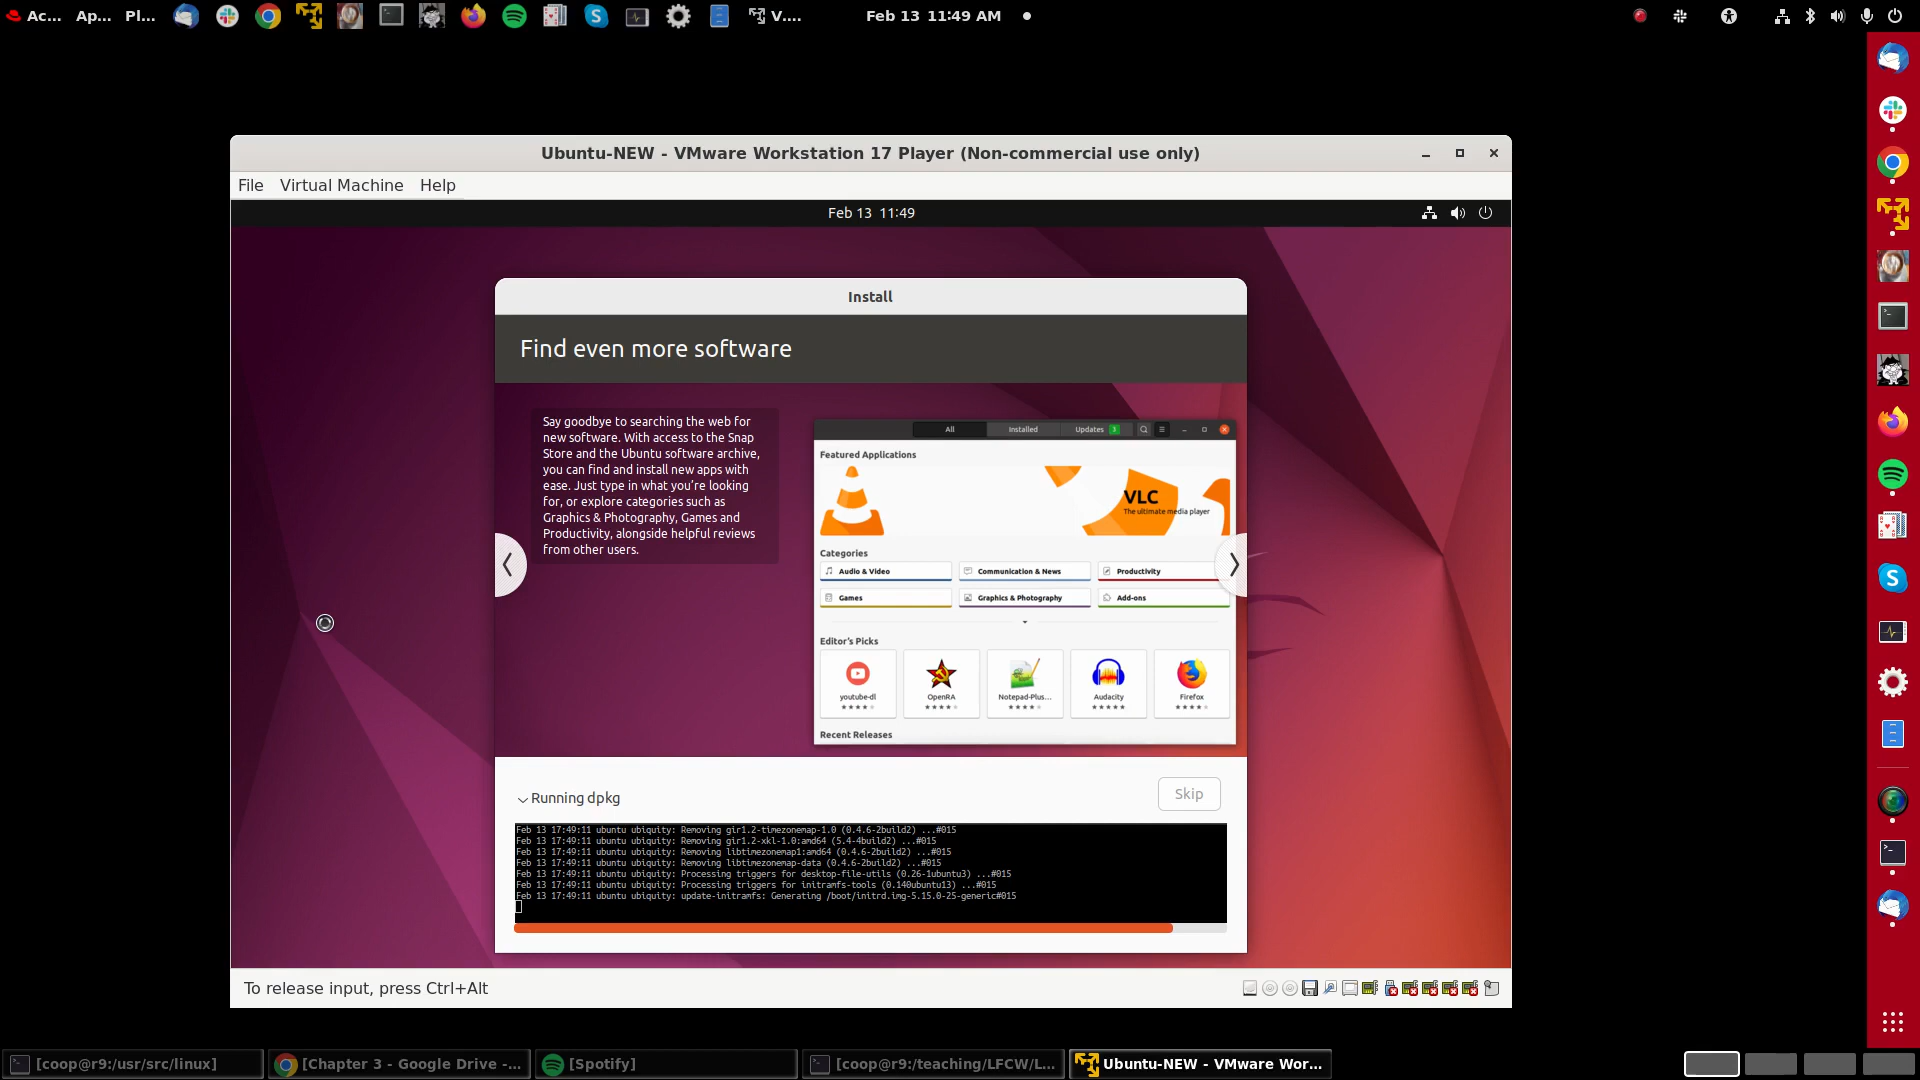 Ac... Ap... Pl... V.... Feb 13 11:49 AM
Ubuntu-NEW - VMware Workstation 17 Player (Non-commercial use only)
File Virtual Machine Help
Feb 13 11:49
Install
Find even more software
Say goodbye to searching the web for
new software. With access to the Snap
Store and the Ubuntu software archive,
you can find and install new apps with
ease. Just type in what you're looking
for, or explore categories such as
Graphics & Photography, Games and
Productivity, alongside helpful reviews
from other users.
All Installed Updates 3
Featured Applications
VLC
The ultimate media player
Categories
Audio & Video Communication & News Productivity
Games Graphics & Photography Add-ons
Editor's Picks
youtube-dl OpenRA Notepad-Plus... Audacity Firefox
Recent Releases
Running dpkg
Skip
Feb 13 17:49:11 ubuntu ubiquity: Removing gir1.2-timezonemap-1.0 (0.4.6-2build2) ...#015
Feb 13 17:49:11 ubuntu ubiquity: Removing gir1.2-xkl-1.0:amd64 (5.4-4build2) ...#015
Feb 13 17:49:11 ubuntu ubiquity: Removing libtimezonemap1:amd64 (0.4.6-2build2) ...#015
Feb 13 17:49:11 ubuntu ubiquity: Removing libtimezonemap-data (0.4.6-2build2) ...#015
Feb 13 17:49:11 ubuntu ubiquity: Processing triggers for desktop-file-utils (0.26-1ubuntu3) ...#015
Feb 13 17:49:11 ubuntu ubiquity: Processing triggers for initramfs-tools (0.140ubuntu13) ...#015
Feb 13 17:49:11 ubuntu ubiquity: update-initramfs: Generating /boot/initrd.img-5.15.0-25-generic#015
To release input, press Ctrl+Alt
[coop@r9:/usr/src/linux] [Chapter 3 - Google Drive -... [Spotify] [coop@r9:/teaching/LFCW/L... Ubuntu-NEW - VMware Wor...